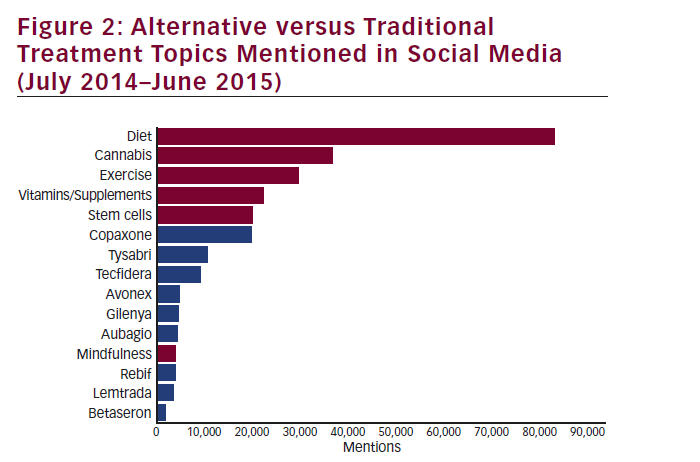 Figure 2: Alternative versus Traditional
Treatment Topics Mentioned in Social Media
(July 2014–June 2015)
Diet
Cannabis
Exercise
Vitamins/Supplements
Stem cells
Copaxone
Tysabri
Tecfidera
Avonex
Gilenya
Aubagio
Mindfulness
Rebif
Lemtrada
Betaseron
0 10,000 20,000 30,000 40,000 50,000 60,000 70,000 80,000 90,000
Mentions